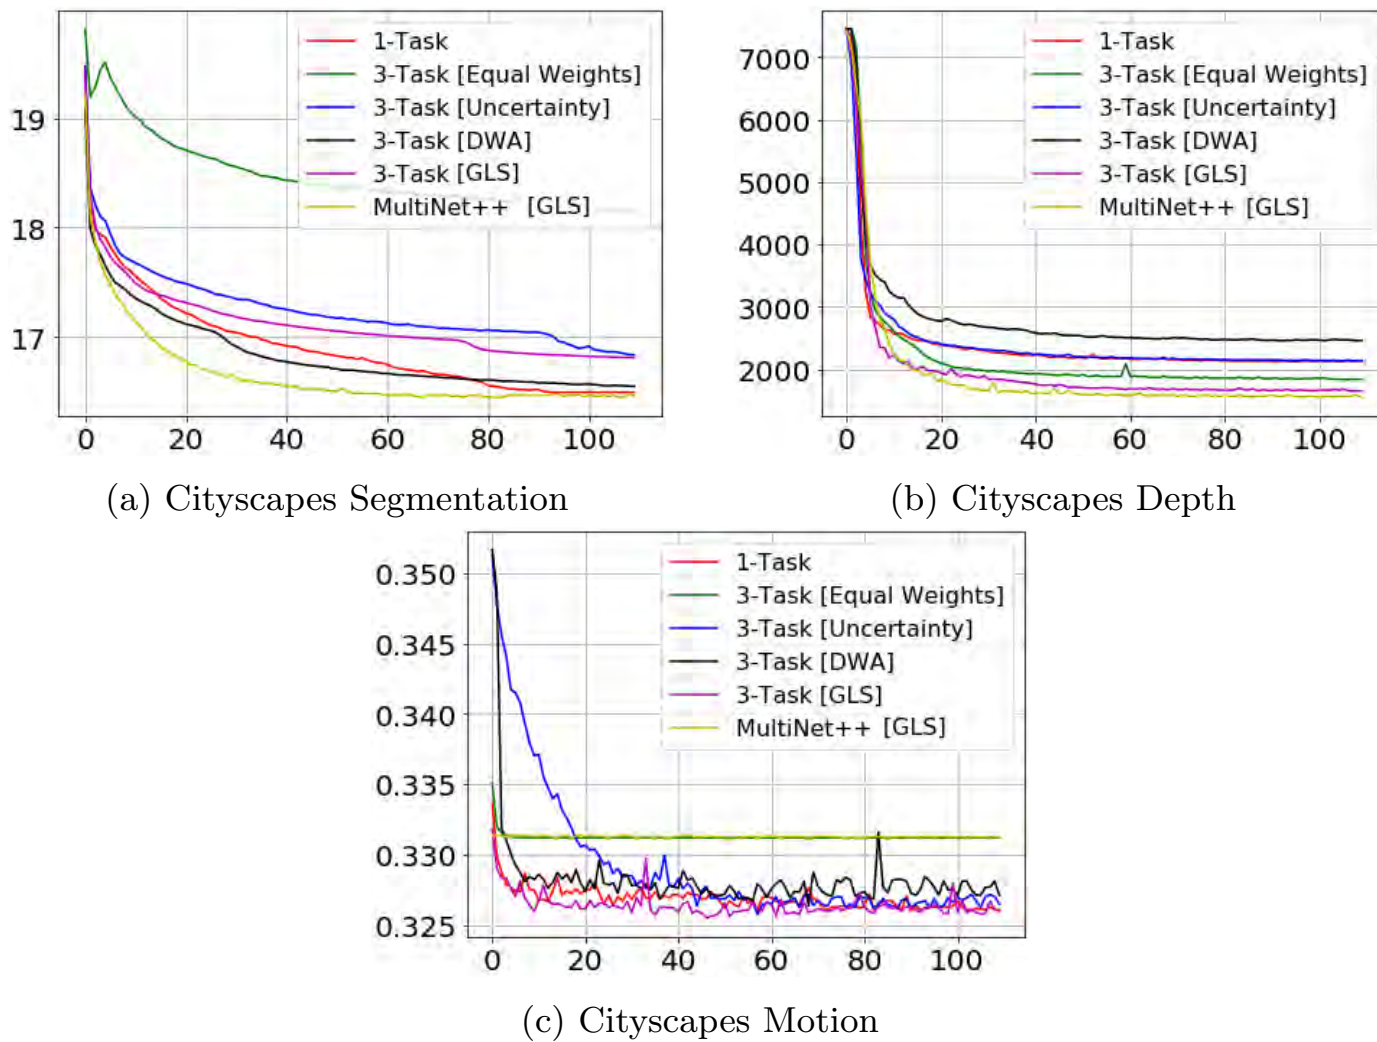 1-Task
3-Task [Equal Weights]
3-Task [Uncertainty]
3-Task [DWA]
3-Task [GLS]
MultiNet++ [GLS]
19
18
17
0 20 40 60 80 100
(a) Cityscapes Segmentation
1-Task
3-Task [Equal Weights]
3-Task [Uncertainty]
3-Task [DWA]
3-Task [GLS]
MultiNet++ [GLS]
7000
6000
5000
4000
3000
2000
0 20 40 60 80 100
(b) Cityscapes Depth
1-Task
3-Task [Equal Weights]
3-Task [Uncertainty]
3-Task [DWA]
3-Task [GLS]
MultiNet++ [GLS]
0.350
0.345
0.340
0.335
0.330
0.325
0 20 40 60 80 100
(c) Cityscapes Motion